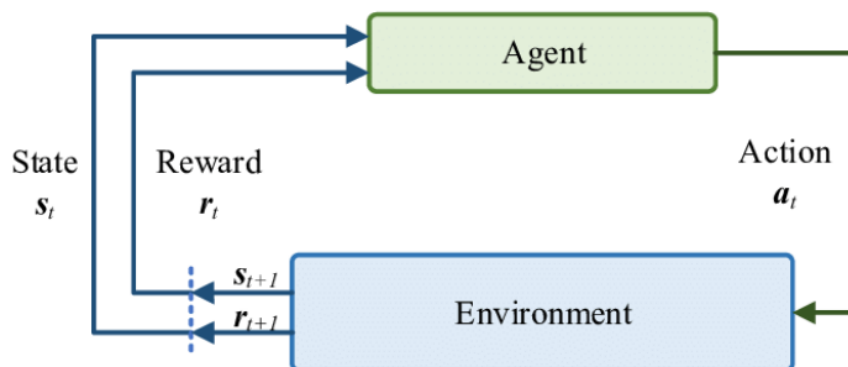 Agent
State
s_t
Reward
r_t
Action
a_t
s_{t+1}
r_{t+1}
Environment